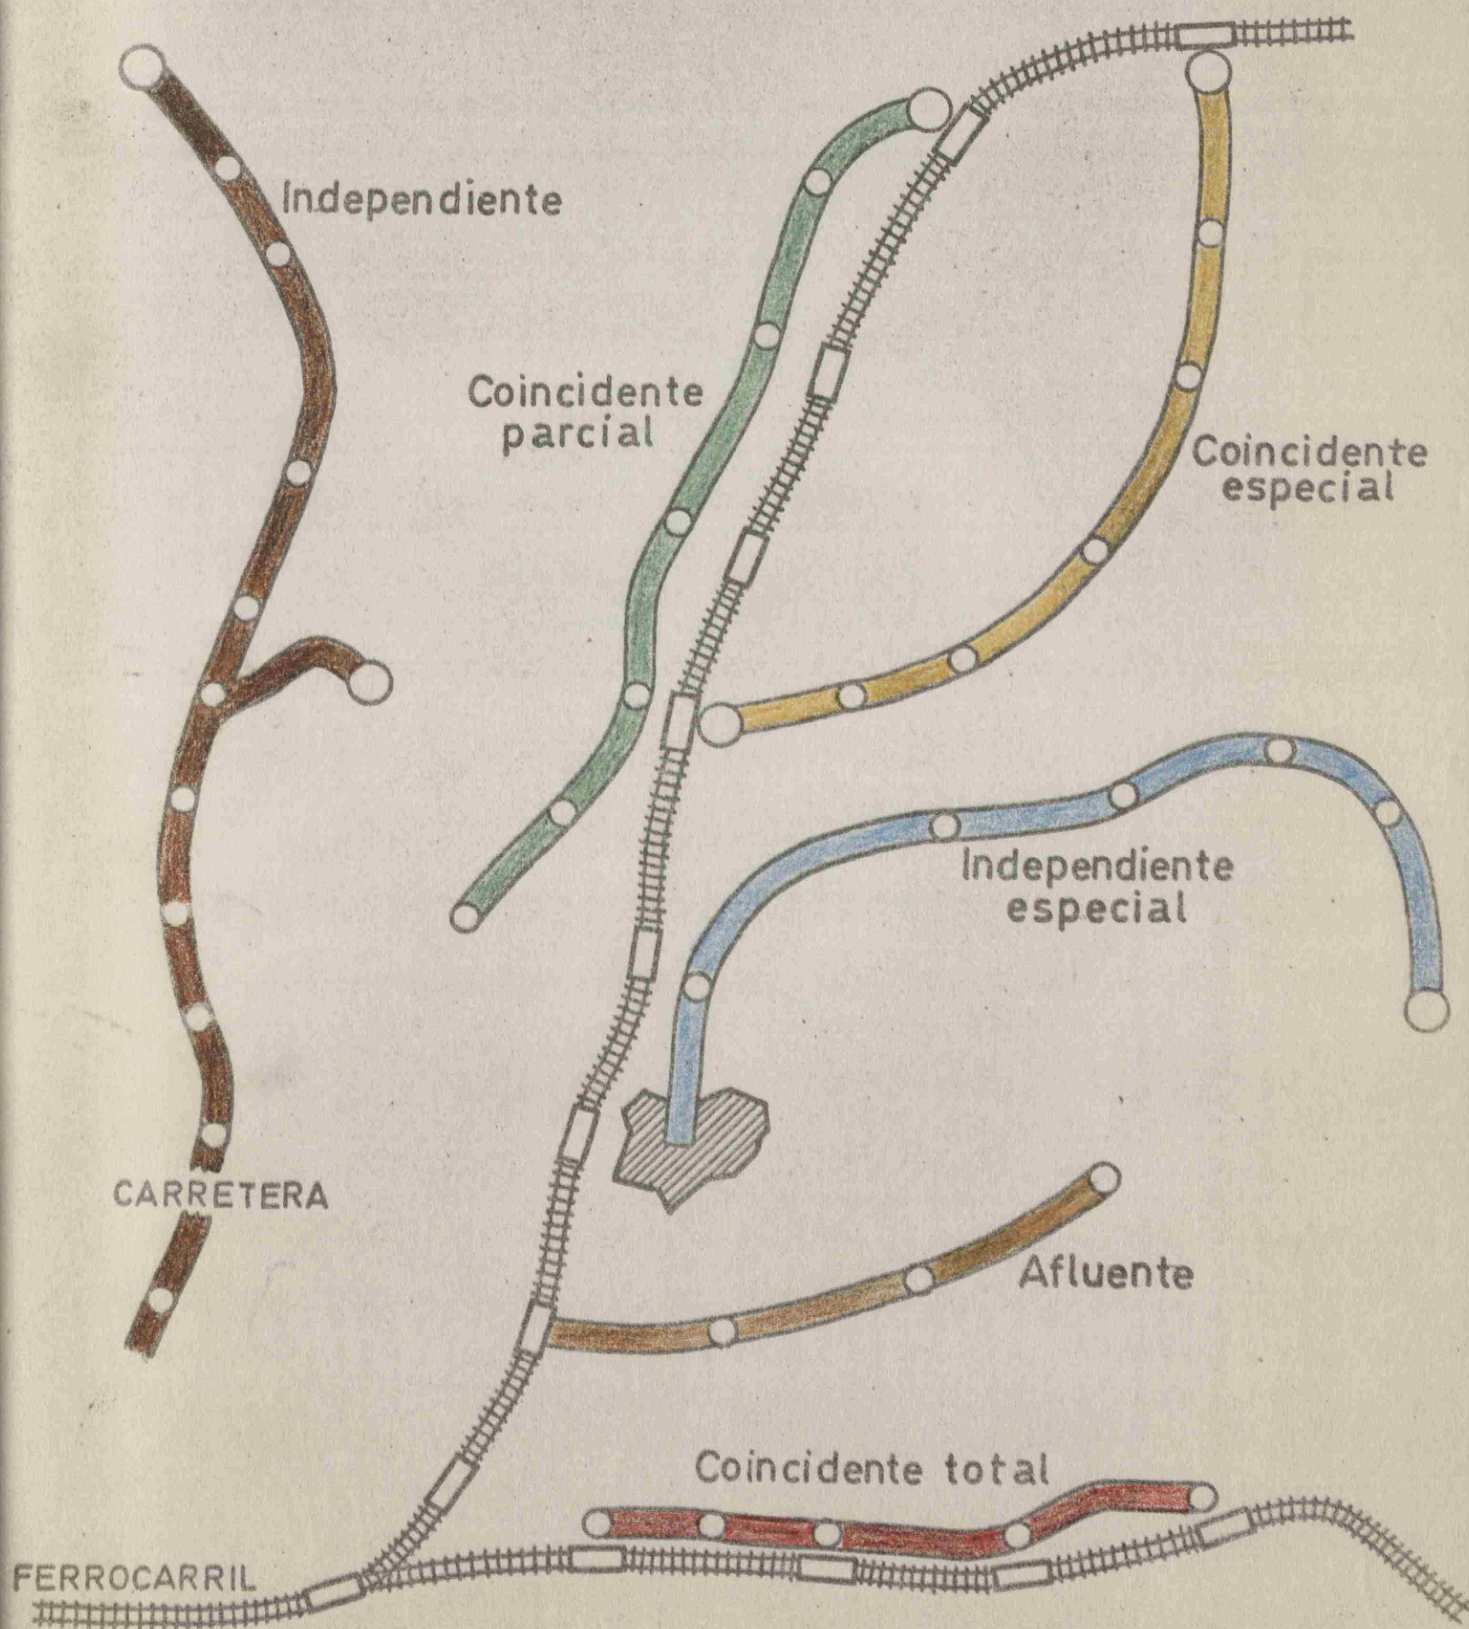 Independiente
Coincidente
parcial
Coincidente
especial
Independiente
especial
CARRETERA
Afluente
Coincidente total
FERROCARRIL